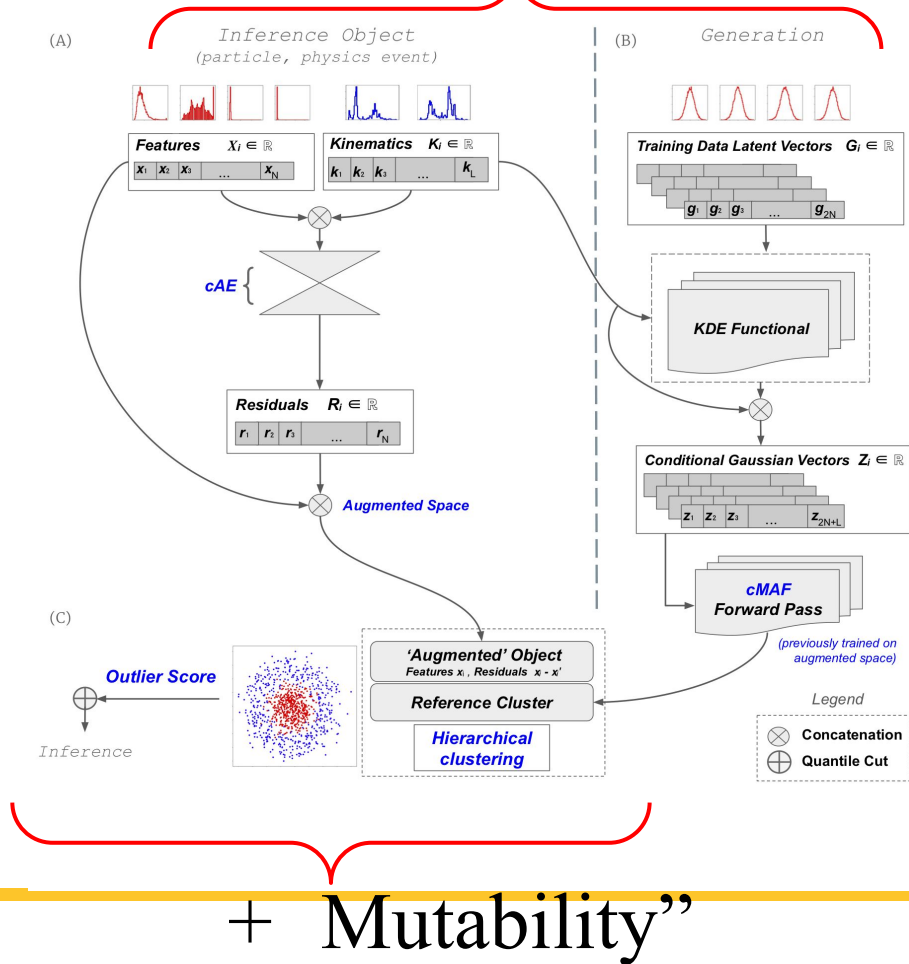 (A)
Inference Object
(particle, physics event)
Features Xi ∈ ℝ
x1 x2 x3 ... xN
Kinematics Ki ∈ ℝ
k1 k2 k3 ... kL
cAE {
Residuals Ri ∈ ℝ
r1 r2 r3 ... rN
Augmented Space
(B)
Generation
Training Data Latent Vectors Gi ∈ ℝ
g1 g2 g3 ... g2N
KDE Functional
Conditional Gaussian Vectors Zi ∈ ℝ
z1 z2 z3 ... z2N+L
cMAF
Forward Pass
(previously trained on
augmented space)
(C)
‘Augmented’ Object
Features xi , Residuals xi - xi'
Reference Cluster
Hierarchical
clustering
Outlier Score
Inference
Legend
Concatenation
Quantile Cut
+ Mutability”